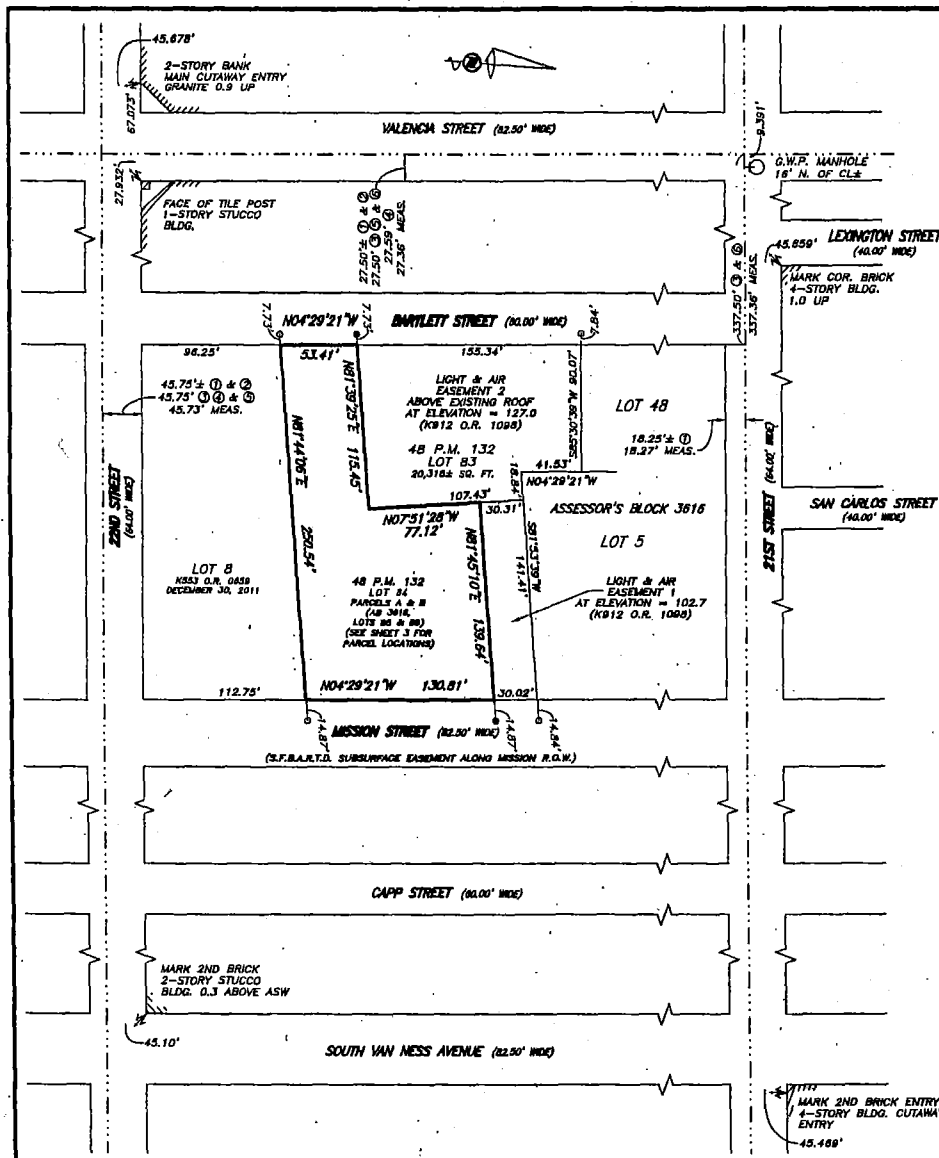 45.678'
2-STORY BANK
MAIN CUTAWAY ENTRY
GRANITE 0.9 UP
67.073'
VALENCIA STREET (82.50' WIDE)
9.391'
G.W.P. MANHOLE
16' N. OF CL±
27.932'
FACE OF TILE POST
1-STORY STUCCO
BLDG.
27.50'± ① & ②
27.50' ③ ⑤ & ⑥
27.59' ④
27.36' MEAS.
LEXINGTON STREET
(40.00' WIDE)
45.659'
MARK COR. BRICK
4-STORY BLDG.
1.0 UP
337.50' ③ & ⑥
337.36' MEAS.
7.73'
N04°29'21"W
7.73'
BARTLETT STREET (60.00' WIDE)
7.84'
96.25'
53.41'
155.34'
45.75'± ① & ②
45.75' ③ ④ & ⑤
45.73' MEAS.
N81°39'25"E 115.45'
LIGHT & AIR
EASEMENT 2
ABOVE EXISTING ROOF
AT ELEVATION = 127.0
(K912 O.R. 1098)
48 P.M. 132
LOT 83
20,316± SQ. FT.
S85°30'39"W 60.07'
LOT 48
18.25'± ①
18.27' MEAS.
41.53'
N04°29'21"W
18.84'
107.43'
30.31'
N07°51'28"W
77.12'
ASSESSOR'S BLOCK 3616
LOT 5
22ND STREET
(64.00' WIDE)
21ST STREET (64.00' WIDE)
SAN CARLOS STREET
(40.00' WIDE)
N81°44'06"E 250.54'
N81°45'10"E 139.64'
S81°53'39"W
141.41'
LOT 8
K553 O.R. 0659
DECEMBER 30, 2011
48 P.M. 132
LOT 84
PARCELS A & B
(AB 3616,
LOTS 85 & 86)
(SEE SHEET 3 FOR
PARCEL LOCATIONS)
LIGHT & AIR
EASEMENT 1
AT ELEVATION = 102.7
(K912 O.R. 1098)
112.75'
N04°29'21"W 130.81'
30.02'
14.87'
MISSION STREET (82.50' WIDE)
14.87'
14.84'
(S.F.B.A.R.T.D. SUBSURFACE EASEMENT ALONG MISSION R.O.W.)
CAPP STREET (60.00' WIDE)
MARK 2ND BRICK
2-STORY STUCCO
BLDG. 0.3 ABOVE ASW
45.10'
SOUTH VAN NESS AVENUE (82.50' WIDE)
MARK 2ND BRICK ENTRY
4-STORY BLDG. CUTAWA
ENTRY
45.469'